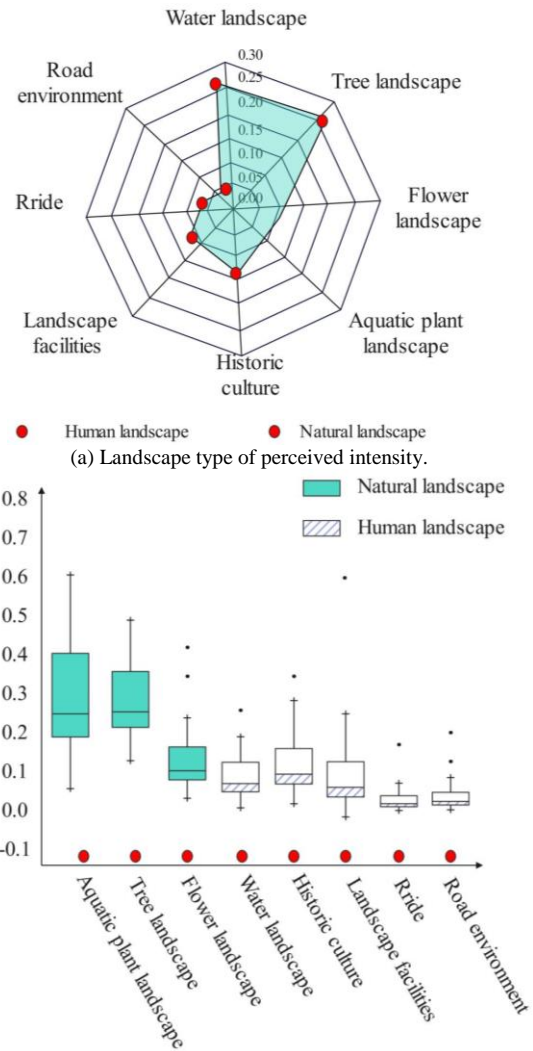 Water landscape
0.30
0.25
0.20
0.15
0.10
0.05
0.00
Tree landscape
Road
environment
Rride
Flower
landscape
Landscape
facilities
Aquatic plant
landscape
Historic
culture
Human landscape
Natural landscape
(a) Landscape type of perceived intensity.
Natural landscape
Human landscape
0.8
0.7
0.6
0.5
0.4
0.3
0.2
0.1
0.0
-0.1
Aquatic plant landscape
Tree landscape
Flower landscape
Water landscape
Historic culture
Landscape facilities
Rride
Road environment